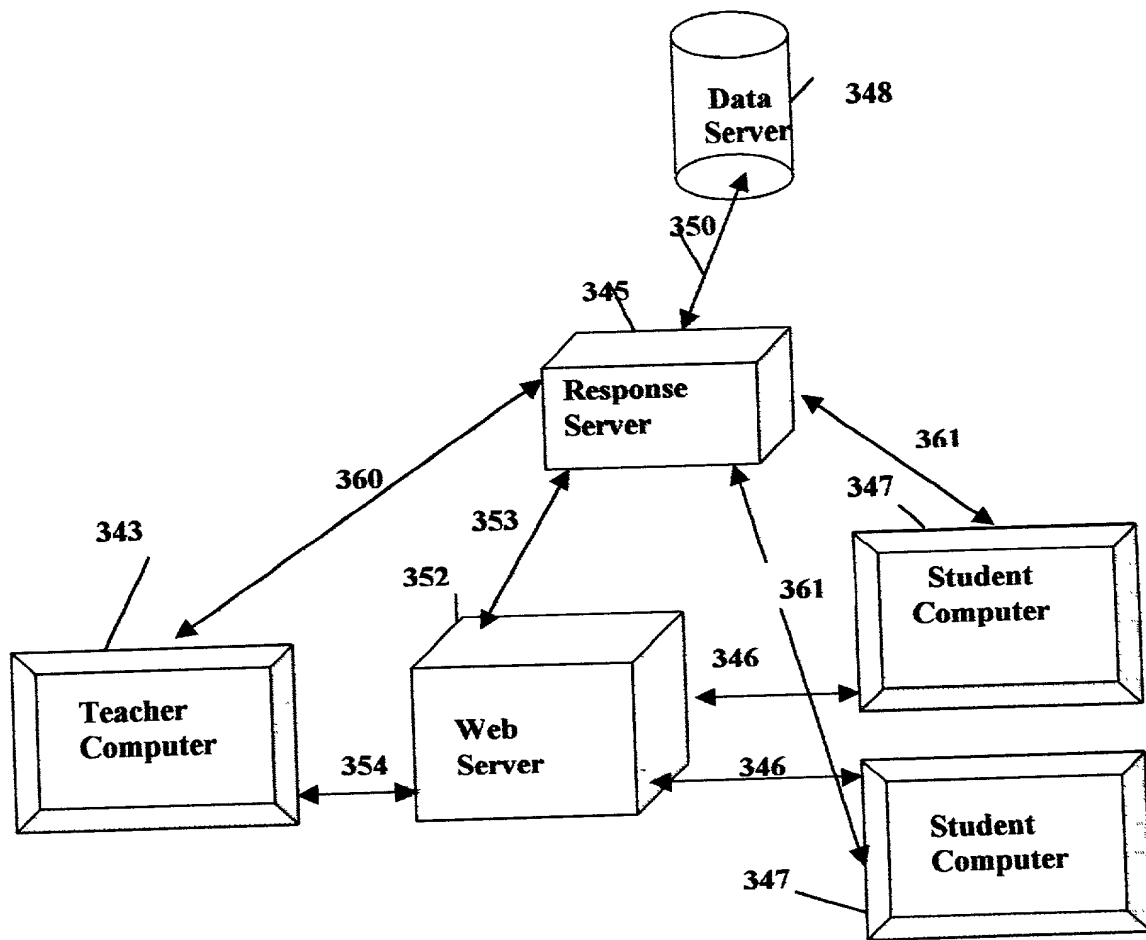 Data
Server
348
350
345
Response
Server
361
360
347
343
353
Student
Computer
352
361
346
Teacher
Computer
Web
Server
354
346
Student
Computer
347